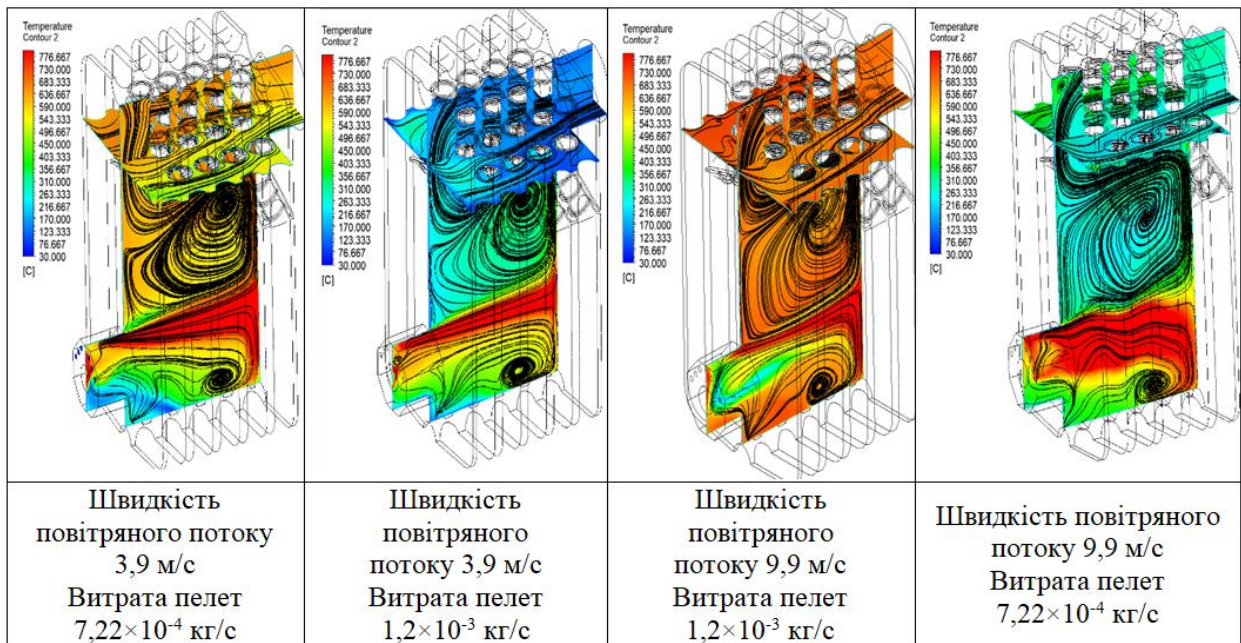 Temperature
Contour 2
776.667
730.000
683.333
636.667
590.000
543.333
496.667
450.000
403.333
356.667
310.000
263.333
216.667
170.000
123.333
76.667
30.000
[C]
Temperature
Contour 2
776.667
730.000
683.333
636.667
590.000
543.333
496.667
450.000
403.333
356.667
310.000
263.333
216.667
170.000
123.333
76.667
30.000
[C]
Temperature
Contour 2
776.667
730.000
683.333
636.667
590.000
543.333
496.667
450.000
403.333
356.667
310.000
263.333
216.667
170.000
123.333
76.667
30.000
[C]
Temperature
Contour 2
776.667
730.000
683.333
636.667
590.000
543.333
496.667
450.000
403.333
356.667
310.000
263.333
216.667
170.000
123.333
76.667
30.000
[C]
Швидкість
повітряного потоку
3,9 м/с
Витрата пелет
7,22×10⁻⁴ кг/с
Швидкість
повітряного
потоку 3,9 м/с
Витрата пелет
1,2×10⁻³ кг/с
Швидкість
повітряного
потоку 9,9 м/с
Витрата пелет
1,2×10⁻³ кг/с
Швидкість повітряного
потоку 9,9 м/с
Витрата пелет
7,22×10⁻⁴ кг/с